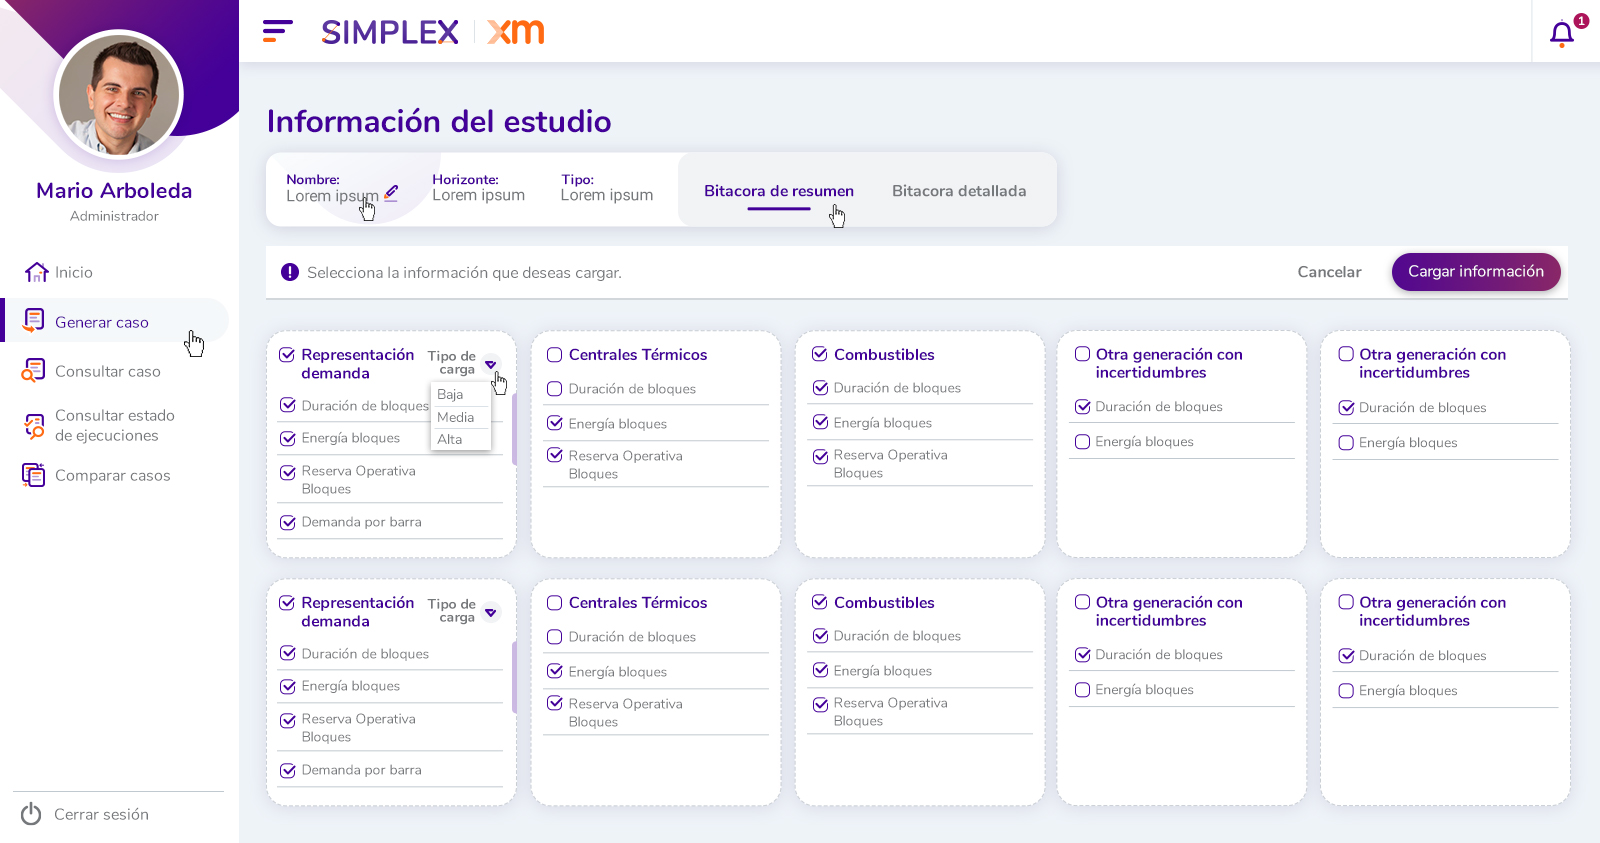 SIMPLEX
xm
1
Mario Arboleda
Administrador
Inicio
Generar caso
Consultar caso
Consultar estado
de ejecuciones
Comparar casos
Cerrar sesión
Información del estudio
Nombre:
Lorem ipsum
Horizonte:
Lorem ipsum
Tipo:
Lorem ipsum
Bitacora de resumen
Bitacora detallada
Selecciona la información que deseas cargar.
Cancelar
Cargar información
Representación
demanda
Tipo de
carga
Baja
Media
Alta
Duración de bloques
Energía bloques
Reserva Operativa
Bloques
Demanda por barra
Centrales Térmicos
Duración de bloques
Energía bloques
Reserva Operativa
Bloques
Combustibles
Duración de bloques
Energía bloques
Reserva Operativa
Bloques
Otra generación con
incertidumbres
Duración de bloques
Energía bloques
Otra generación con
incertidumbres
Duración de bloques
Energía bloques
Representación
demanda
Tipo de
carga
Duración de bloques
Energía bloques
Reserva Operativa
Bloques
Demanda por barra
Centrales Térmicos
Duración de bloques
Energía bloques
Reserva Operativa
Bloques
Combustibles
Duración de bloques
Energía bloques
Reserva Operativa
Bloques
Otra generación con
incertidumbres
Duración de bloques
Energía bloques
Otra generación con
incertidumbres
Duración de bloques
Energía bloques